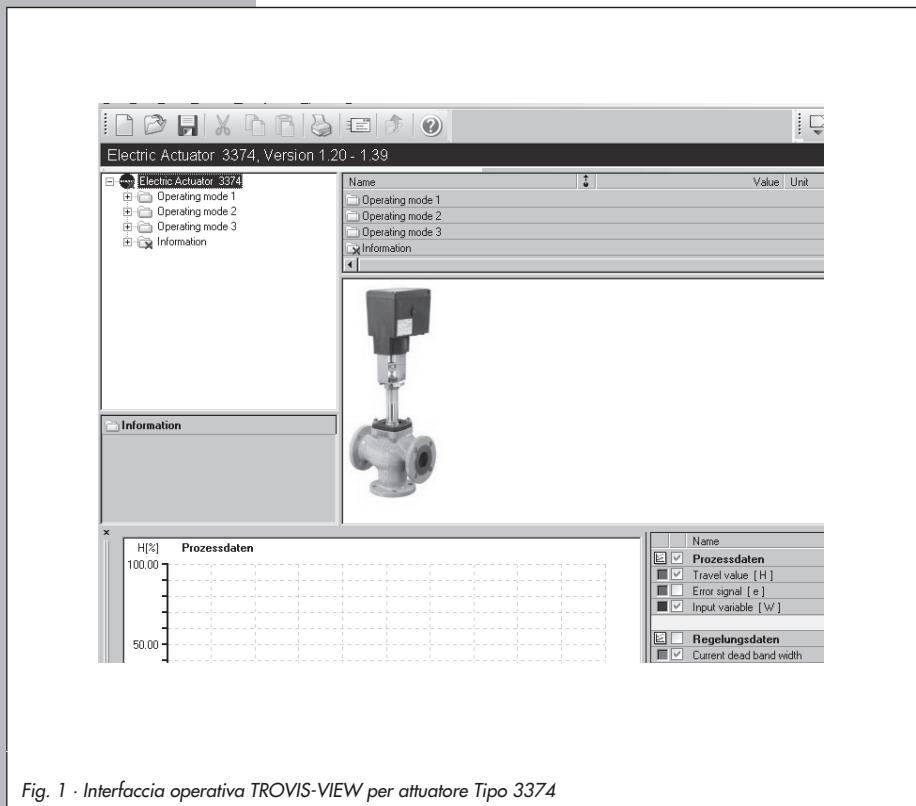 Electric Actuator 3374, Version 1.20 - 1.39
Electric Actuator 3374
Operating mode 1
Operating mode 2
Operating mode 3
Information
Name Value Unit
Operating mode 1
Operating mode 2
Operating mode 3
Information
Information
H[%] Prozessdaten
100.00
50.00
Name
Prozessdaten
Travel value [ H ]
Error signal [ e ]
Input variable [ W ]
Regelungsdaten
Current dead band width
Fig. 1 · Interfaccia operativa TROVIS-VIEW per attuatore Tipo 3374